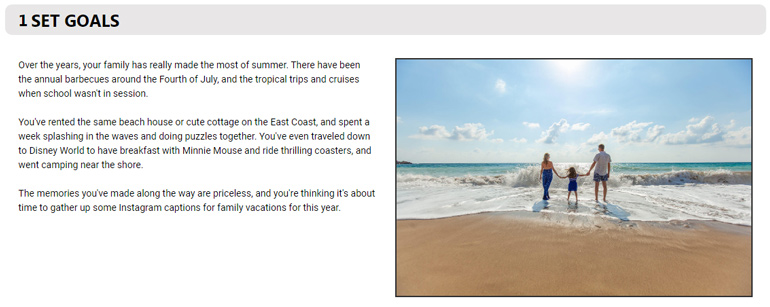 1 SET GOALS
Over the years, your family has really made the most of summer. There have been
the annual barbecues around the Fourth of July, and the tropical trips and cruises
when school wasn't in session.
You've rented the same beach house or cute cottage on the East Coast, and spent a
week splashing in the waves and doing puzzles together. You've even traveled down
to Disney World to have breakfast with Minnie Mouse and ride thrilling coasters, and
went camping near the shore.
The memories you've made along the way are priceless, and you're thinking it's about
time to gather up some Instagram captions for family vacations for this year.